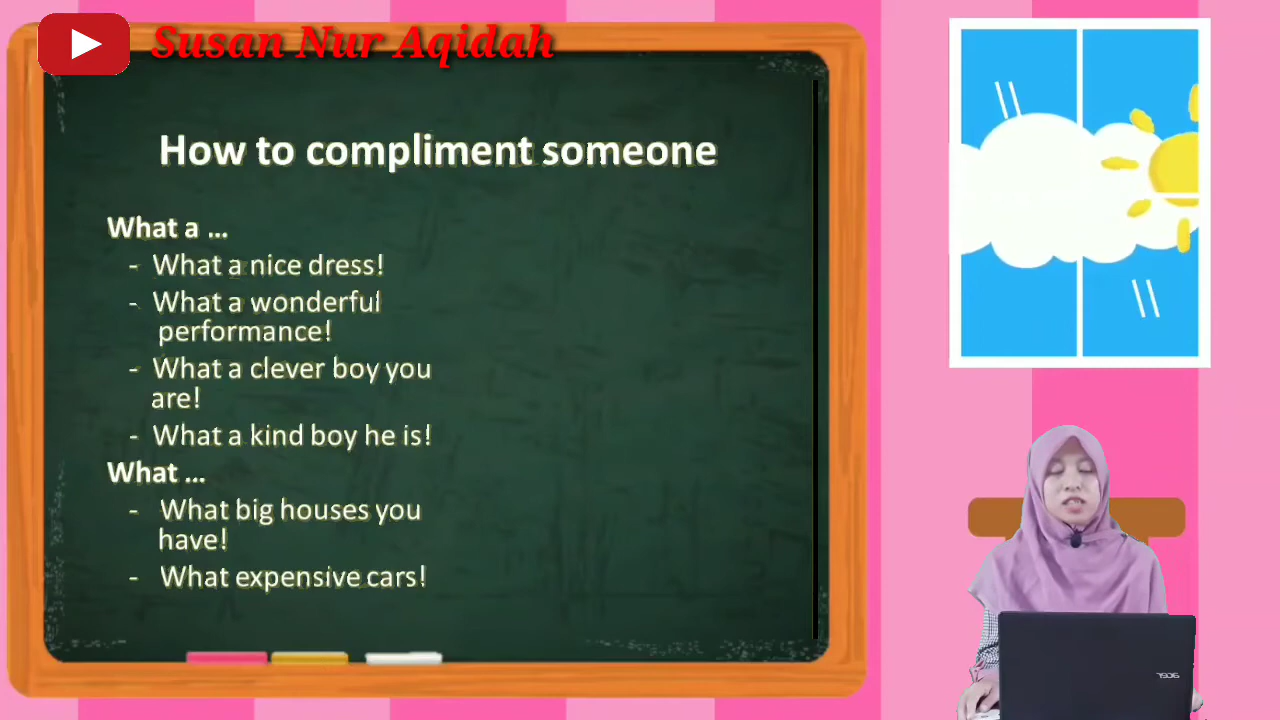 Susan Nur Aqidah
How to compliment someone
What a ...
- What a nice dress!
- What a wonderful
performance!
- What a clever boy you
are!
- What a kind boy he is!
What ...
- What big houses you
have!
- What expensive cars!
acer